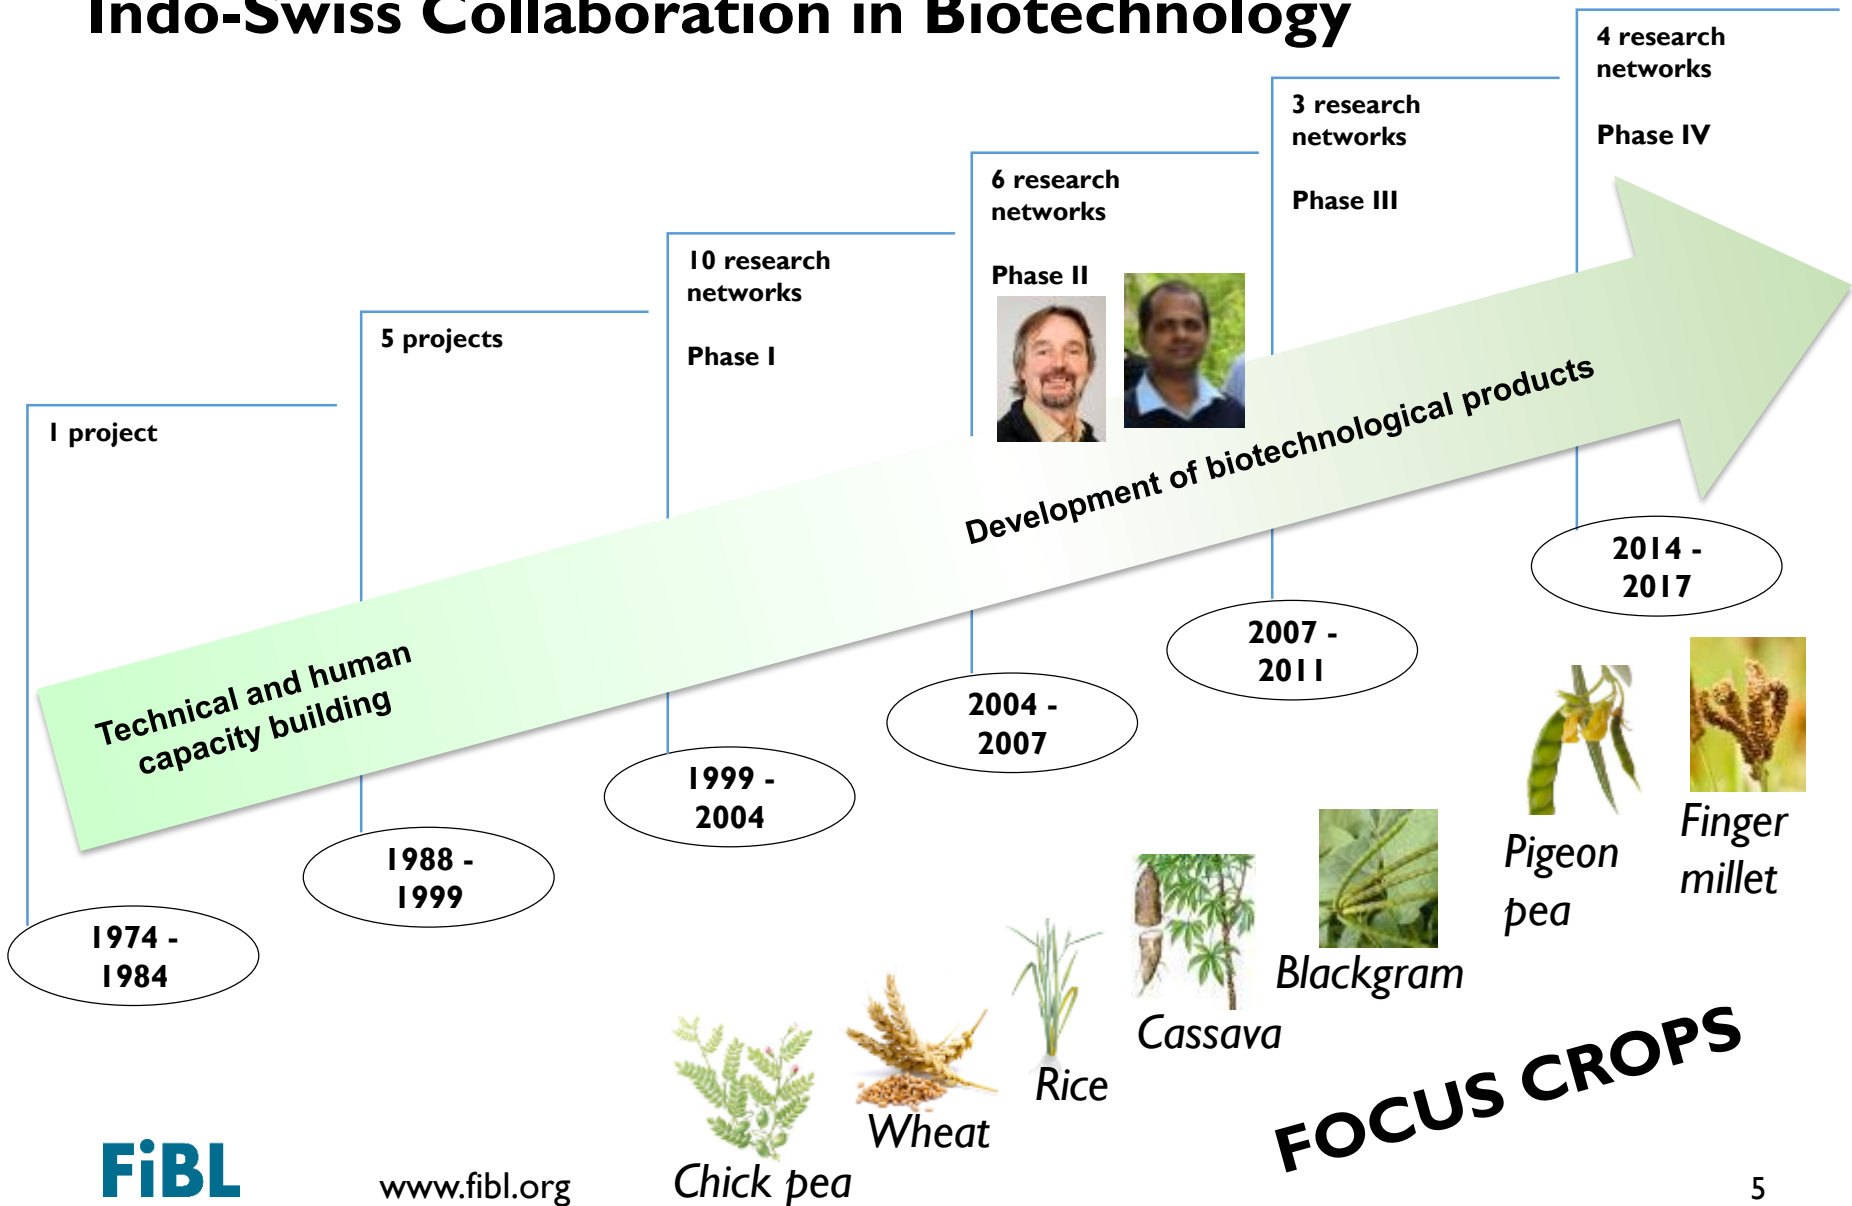 Indo-Swiss Collaboration in Biotechnology
1 project
5 projects
10 research
networks
Phase I
6 research
networks
Phase II
3 research
networks
Phase III
4 research
networks
Phase IV
Technical and human
capacity building
Development of biotechnological products
1974 -
1984
1988 -
1999
1999 -
2004
2004 -
2007
2007 -
2011
2014 -
2017
Chick pea
Wheat
Rice
Cassava
Blackgram
Pigeon
pea
Finger
millet
FOCUS CROPS
FiBL
www.fibl.org
5